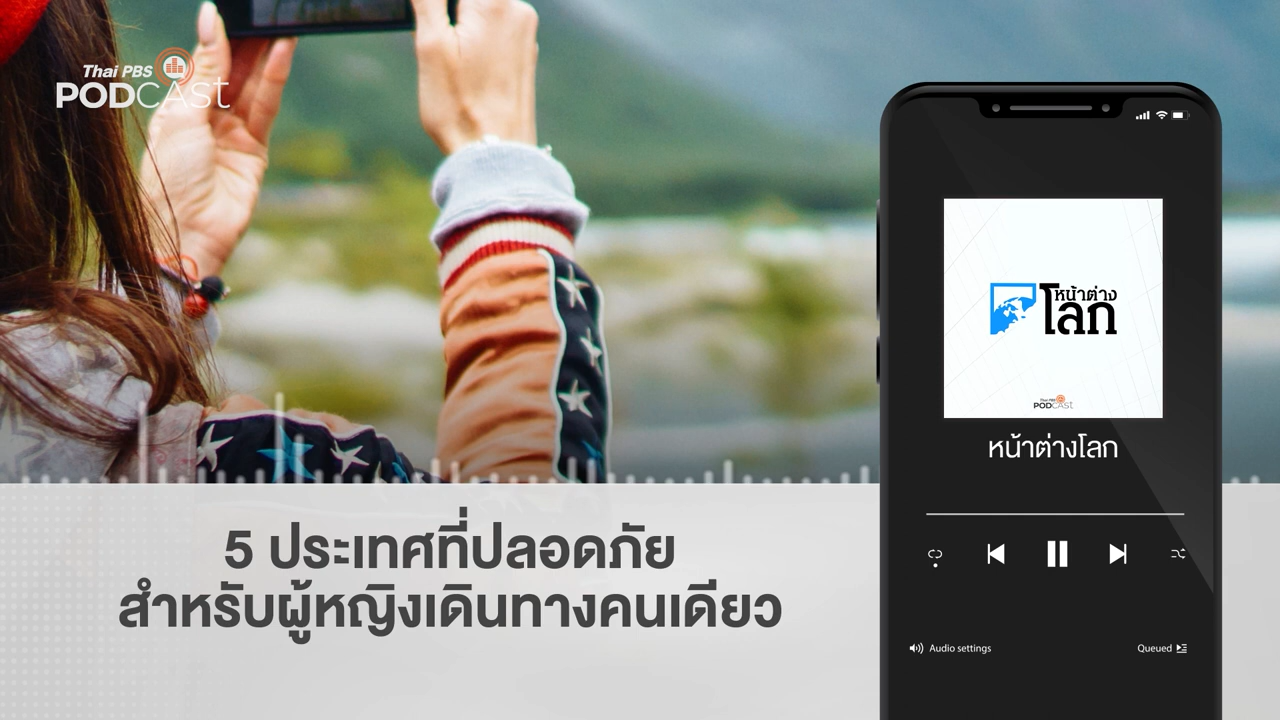 Thai PBS
PODCAST
หน้าต่าง
โลก
Thai PBS
PODCAST
หน้าต่างโลก
5 ประเทศที่ปลอดภัย
สำหรับผู้หญิงเดินทางคนเดียว
Audio settings
Queued